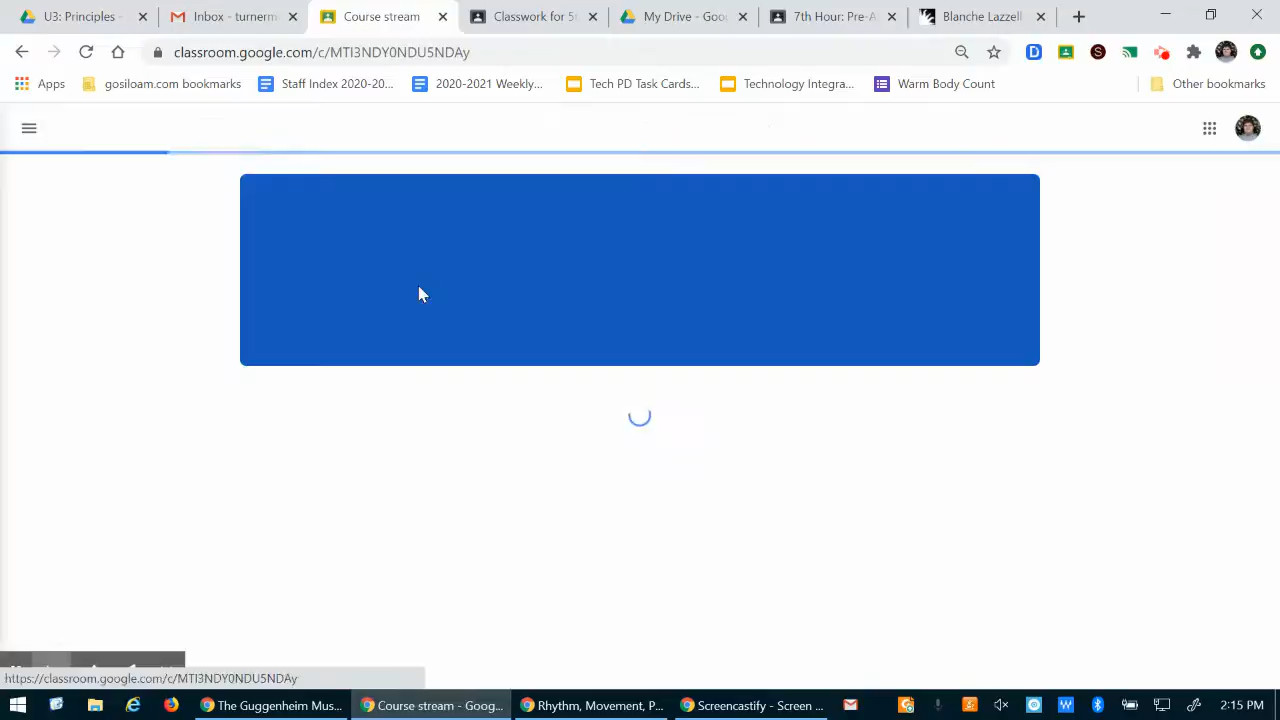 U3Principles -
Inbox - turnerm
Course stream
Classwork for 5t
My Drive - Goo
7th Hour: Pre-A
Blanche Lazzell
classroom.google.com/c/MTI3NDY0NDU5NDAy
Apps
gosiloam.com bookmarks
Staff Index 2020-20...
2020-2021 Weekly...
Tech PD Task Cards...
Technology Integra...
Warm Body Count
Other bookmarks
https://classroom.google.com/c/MTI3NDY0NDU5NDAy
The Guggenheim Mus...
Course stream - Goog...
Rhythm, Movement, P...
Screencastify - Screen ...
2:15 PM